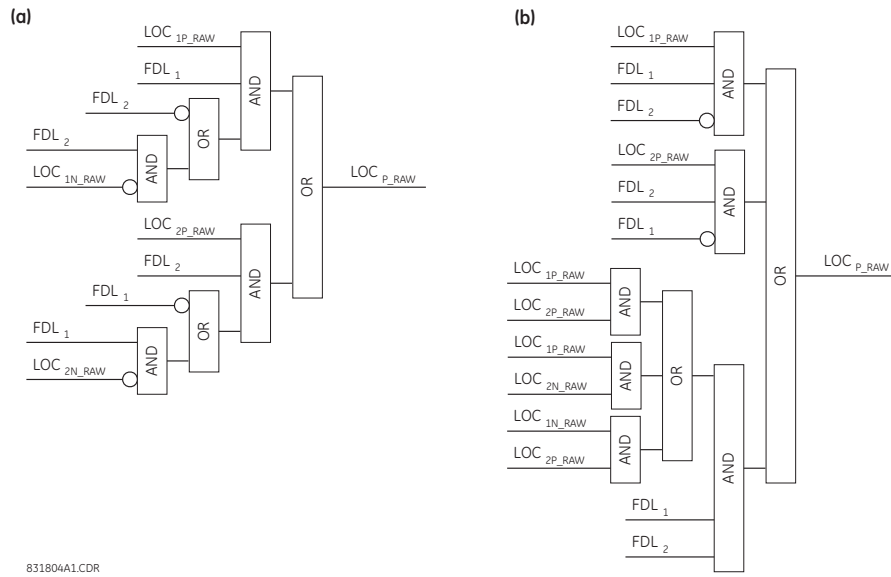 (a)
LOC 1P_RAW
FDL 1
AND
FDL 2
OR
FDL 2
AND
LOC 1N_RAW
OR
LOC P_RAW
LOC 2P_RAW
FDL 2
AND
FDL 1
OR
FDL 1
AND
LOC 2N_RAW
831804A1.CDR
(b)
LOC 1P_RAW
FDL 1
AND
FDL 2
LOC 2P_RAW
FDL 2
AND
FDL 1
OR
LOC P_RAW
LOC 1P_RAW
AND
LOC 2P_RAW
LOC 1P_RAW
AND
OR
LOC 2N_RAW
LOC 1N_RAW
AND
LOC 2P_RAW
AND
FDL 1
FDL 2